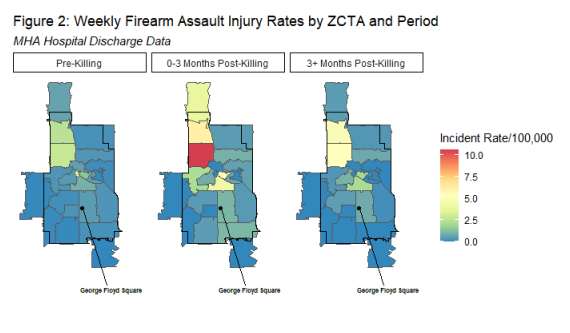 Figure 2: Weekly Firearm Assault Injury Rates by ZCTA and Period
MHA Hospital Discharge Data
Pre-Killing
0-3 Months Post-Killing
3+ Months Post-Killing
Incident Rate/100,000
10.0
7.5
5.0
2.5
0.0
George Floyd Square
George Floyd Square
George Floyd Square